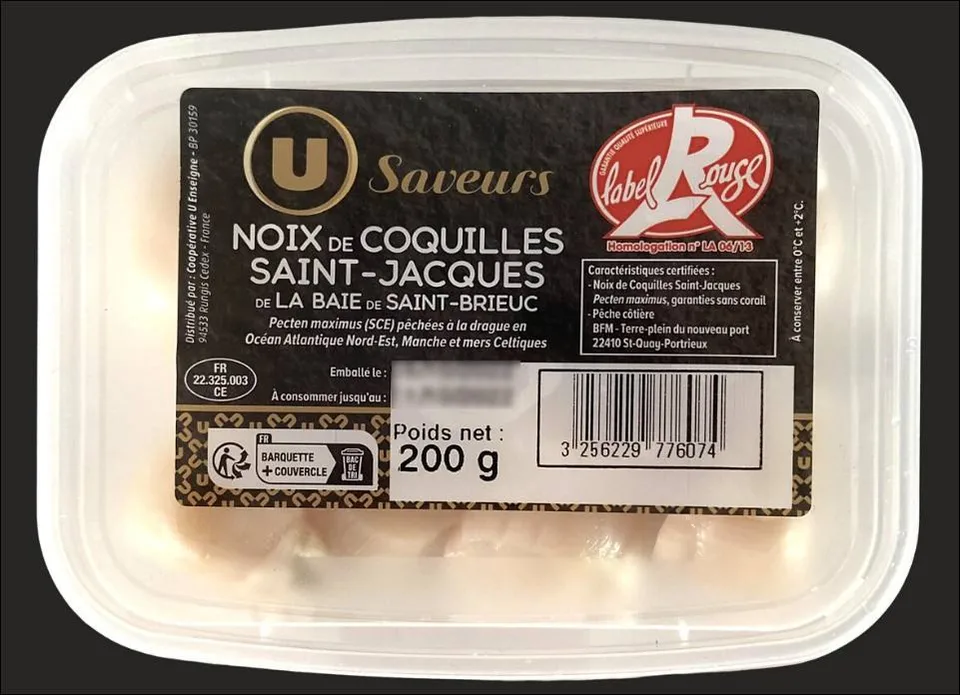 U
Saveurs
NOIX DE COQUILLES
SAINT-JACQUES
DE LA BAIE DE SAINT-BRIEUC
Pecten maximus (SCE) pêchées à la drague en
Océan Atlantique Nord-Est, Manche et mers Celtiques
Distribué par : Coopérative U Enseigne - BP 30159
94533 Rungis Cedex - France
GARANTIE QUALITÉ SUPÉRIEURE
label Rouge
Homologation n° LA 06/13
Caractéristiques certifiées :
- Noix de Coquilles Saint-Jacques
Pecten maximus, garanties sans corail
- Pêche côtière
BFM - Terre-plein du nouveau port
22410 St-Quay-Portrieux
À conserver entre 0°C et +2°C.
FR
22.325.003
CE
Emballé le :
À consommer jusqu'au :
FR
BARQUETTE
+ COUVERCLE
BAC
DE
TRI
Poids net :
200 g
3 256229 776074